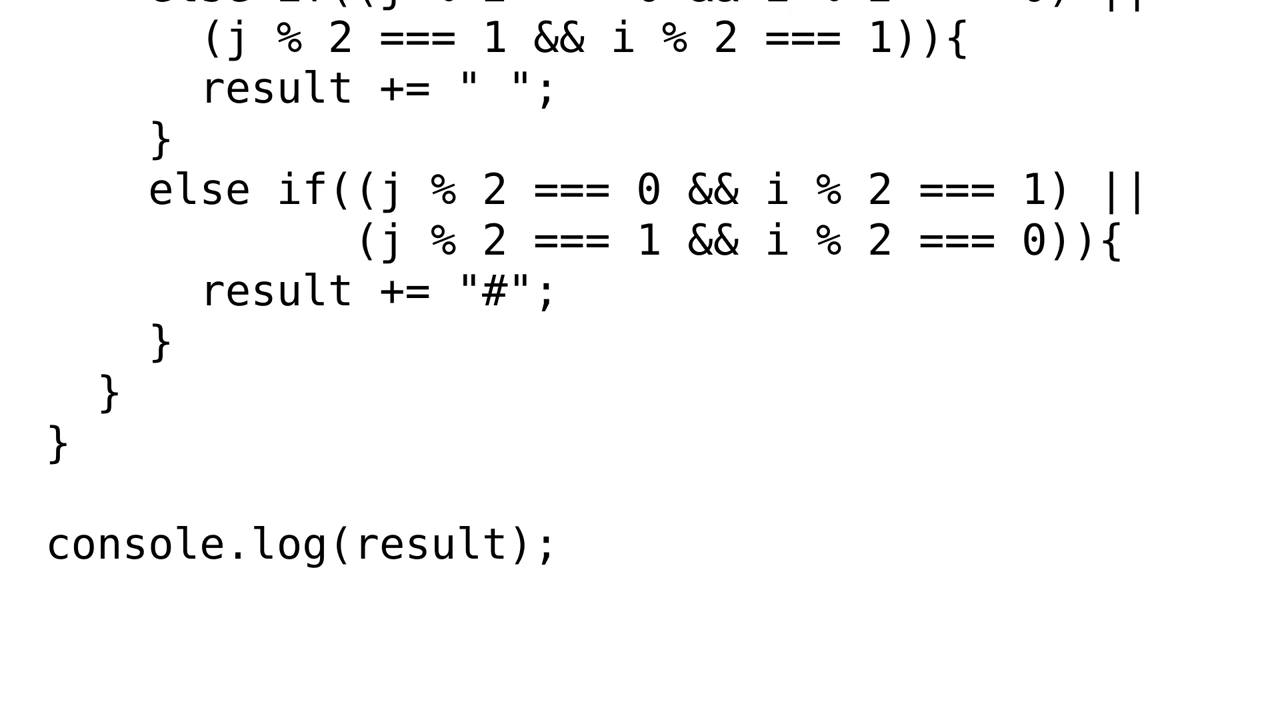 (j % 2 === 1 && i % 2 === 1)){
result += " ";
}
else if((j % 2 === 0 && i % 2 === 1) ||
(j % 2 === 1 && i % 2 === 0)){
result += "#";
}
}
}
console.log(result);